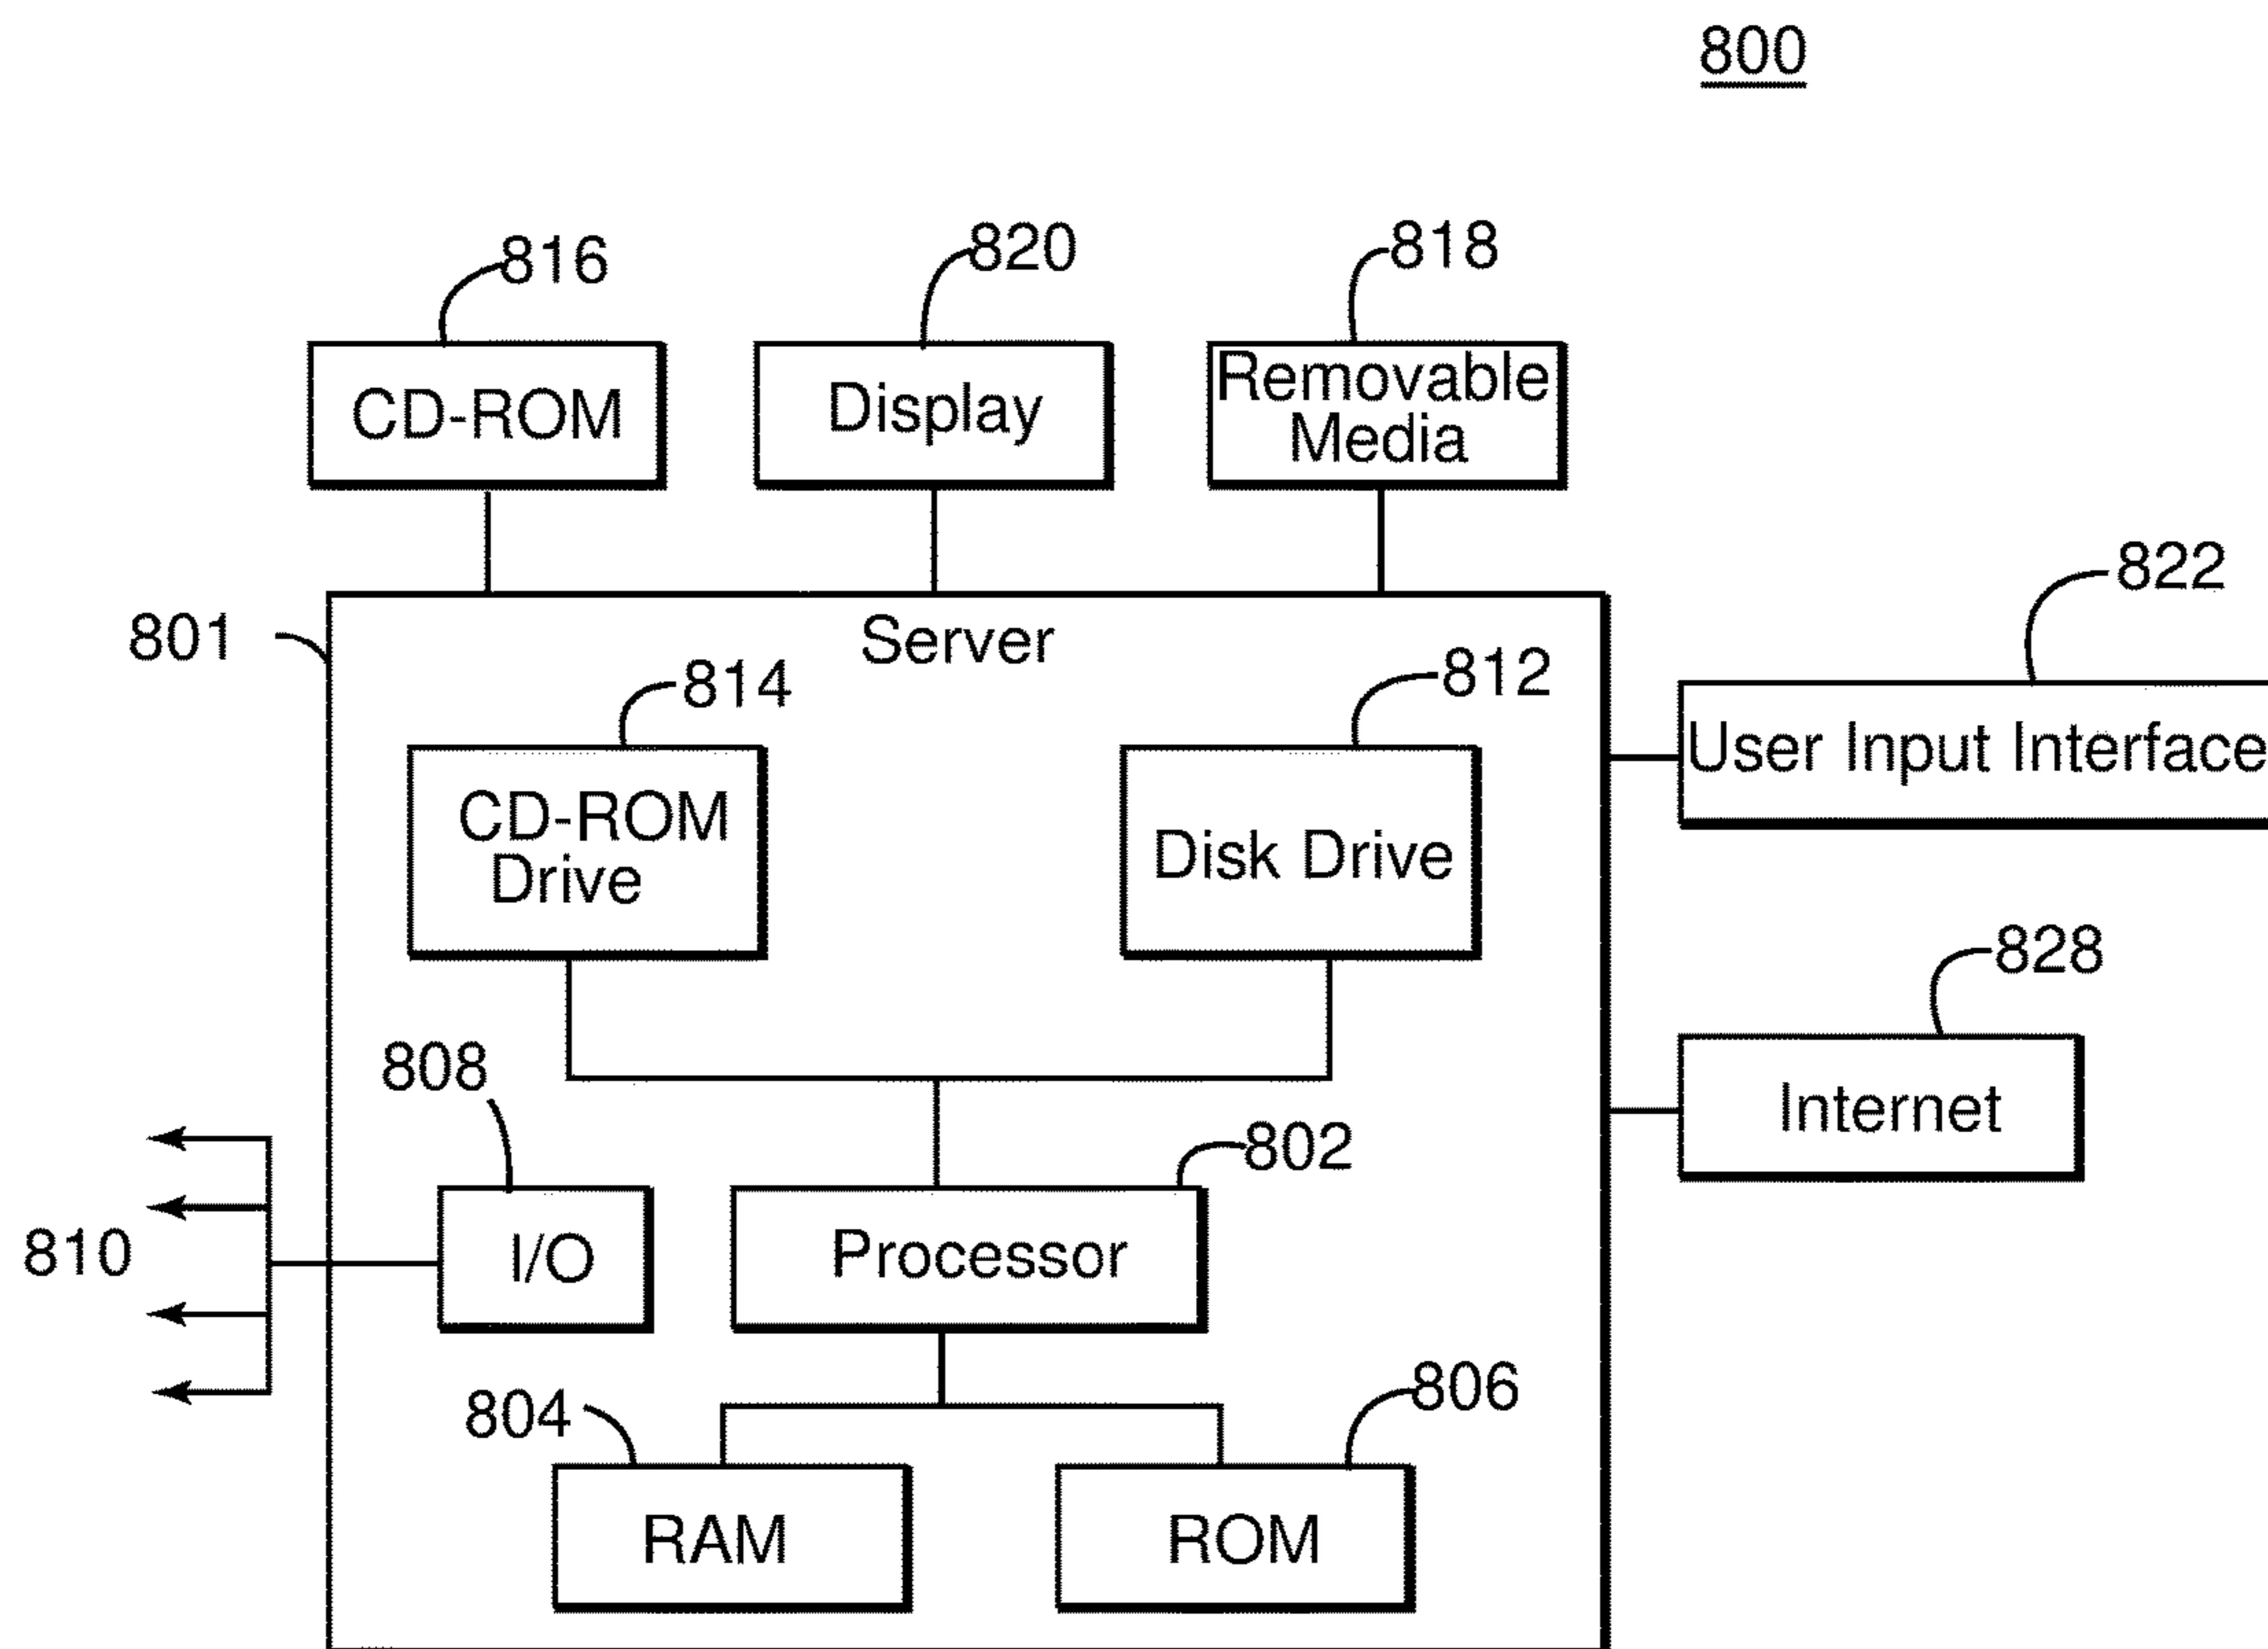 800
816
820
818
CD-ROM
Display
Removable
Media
822
801
Server
814
812
User Input Interface
CD-ROM
Drive
Disk Drive
828
Internet
808
802
810
I/O
Processor
804
806
RAM
ROM